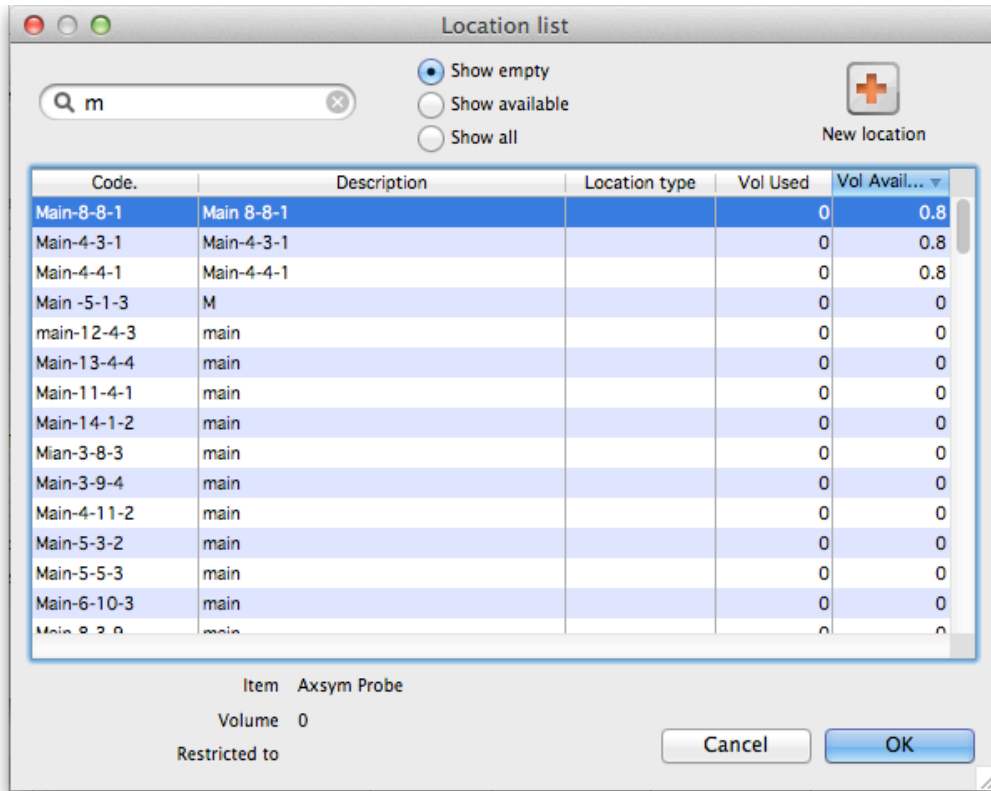 Location list
m
Show empty
Show available
Show all
New location
Code. Description Location type Vol Used Vol Avail...
Main-8-8-1 Main 8-8-1 0 0.8
Main-4-3-1 Main-4-3-1 0 0.8
Main-4-4-1 Main-4-4-1 0 0.8
Main -5-1-3 M 0 0
main-12-4-3 main 0 0
Main-13-4-4 main 0 0
Main-11-4-1 main 0 0
Main-14-1-2 main 0 0
Mian-3-8-3 main 0 0
Main-3-9-4 main 0 0
Main-4-11-2 main 0 0
Main-5-3-2 main 0 0
Main-5-5-3 main 0 0
Main-6-10-3 main 0 0
main 0 0
Item Axsym Probe
Volume 0
Restricted to
Cancel OK